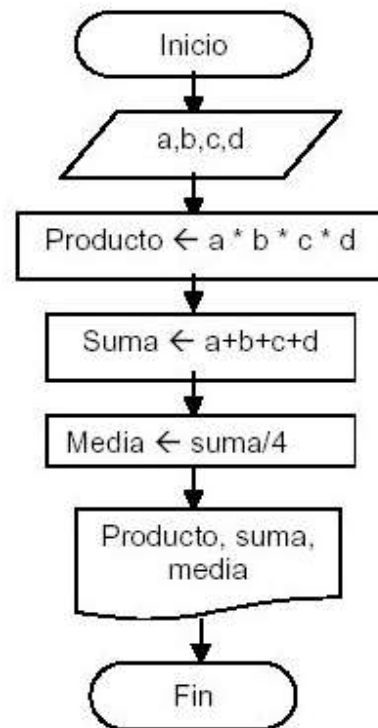 Inicio
a,b,c,d
Producto ← a * b * c * d
Suma ← a+b+c+d
Media ← suma/4
Producto, suma,
media
Fin